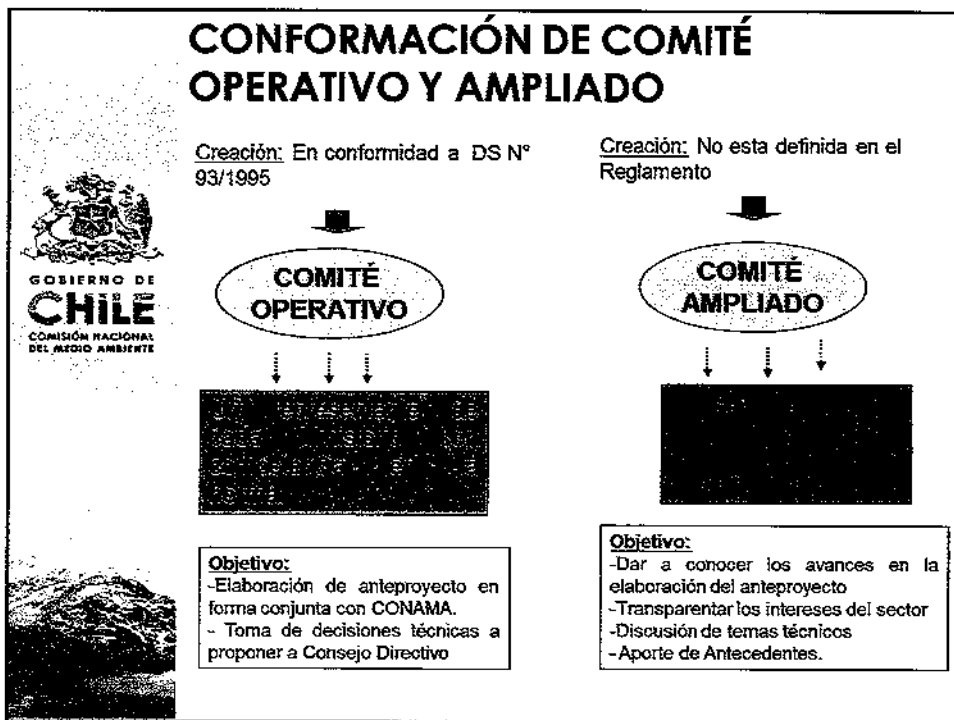 CONFORMACIÓN DE COMITÉ
OPERATIVO Y AMPLIADO
GOBIERNO DE
CHILE
COMISIÓN NACIONAL
DEL MEDIO AMBIENTE
Creación: En conformidad a DS N°
93/1995
COMITÉ
OPERATIVO
Objetivo:
-Elaboración de anteproyecto en
forma conjunta con CONAMA.
- Toma de decisiones técnicas a
proponer a Consejo Directivo
Creación: No esta definida en el
Reglamento
COMITÉ
AMPLIADO
Objetivo:
-Dar a conocer los avances en la
elaboración del anteproyecto
-Transparentar los intereses del sector
-Discusión de temas técnicos
-Aporte de Antecedentes.